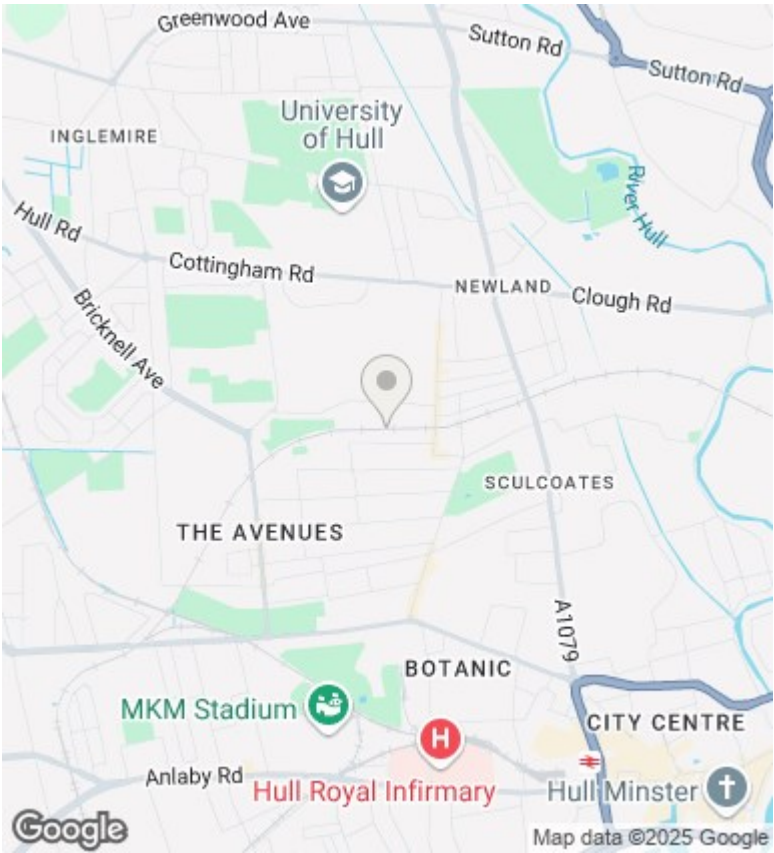 Greenwood Ave
Sutton Rd
Sutton Rd
University
of Hull
INGLEMIRE
River Hull
Hull Rd
Cottingham Rd
NEWLAND
Clough Rd
Bricknell Ave
SCULCOATES
THE AVENUES
A1079
BOTANIC
MKM Stadium
CITY CENTRE
H
Anlaby Rd
Hull Royal Infirmary
Hull Minster
Google
Map data ©2025 Google